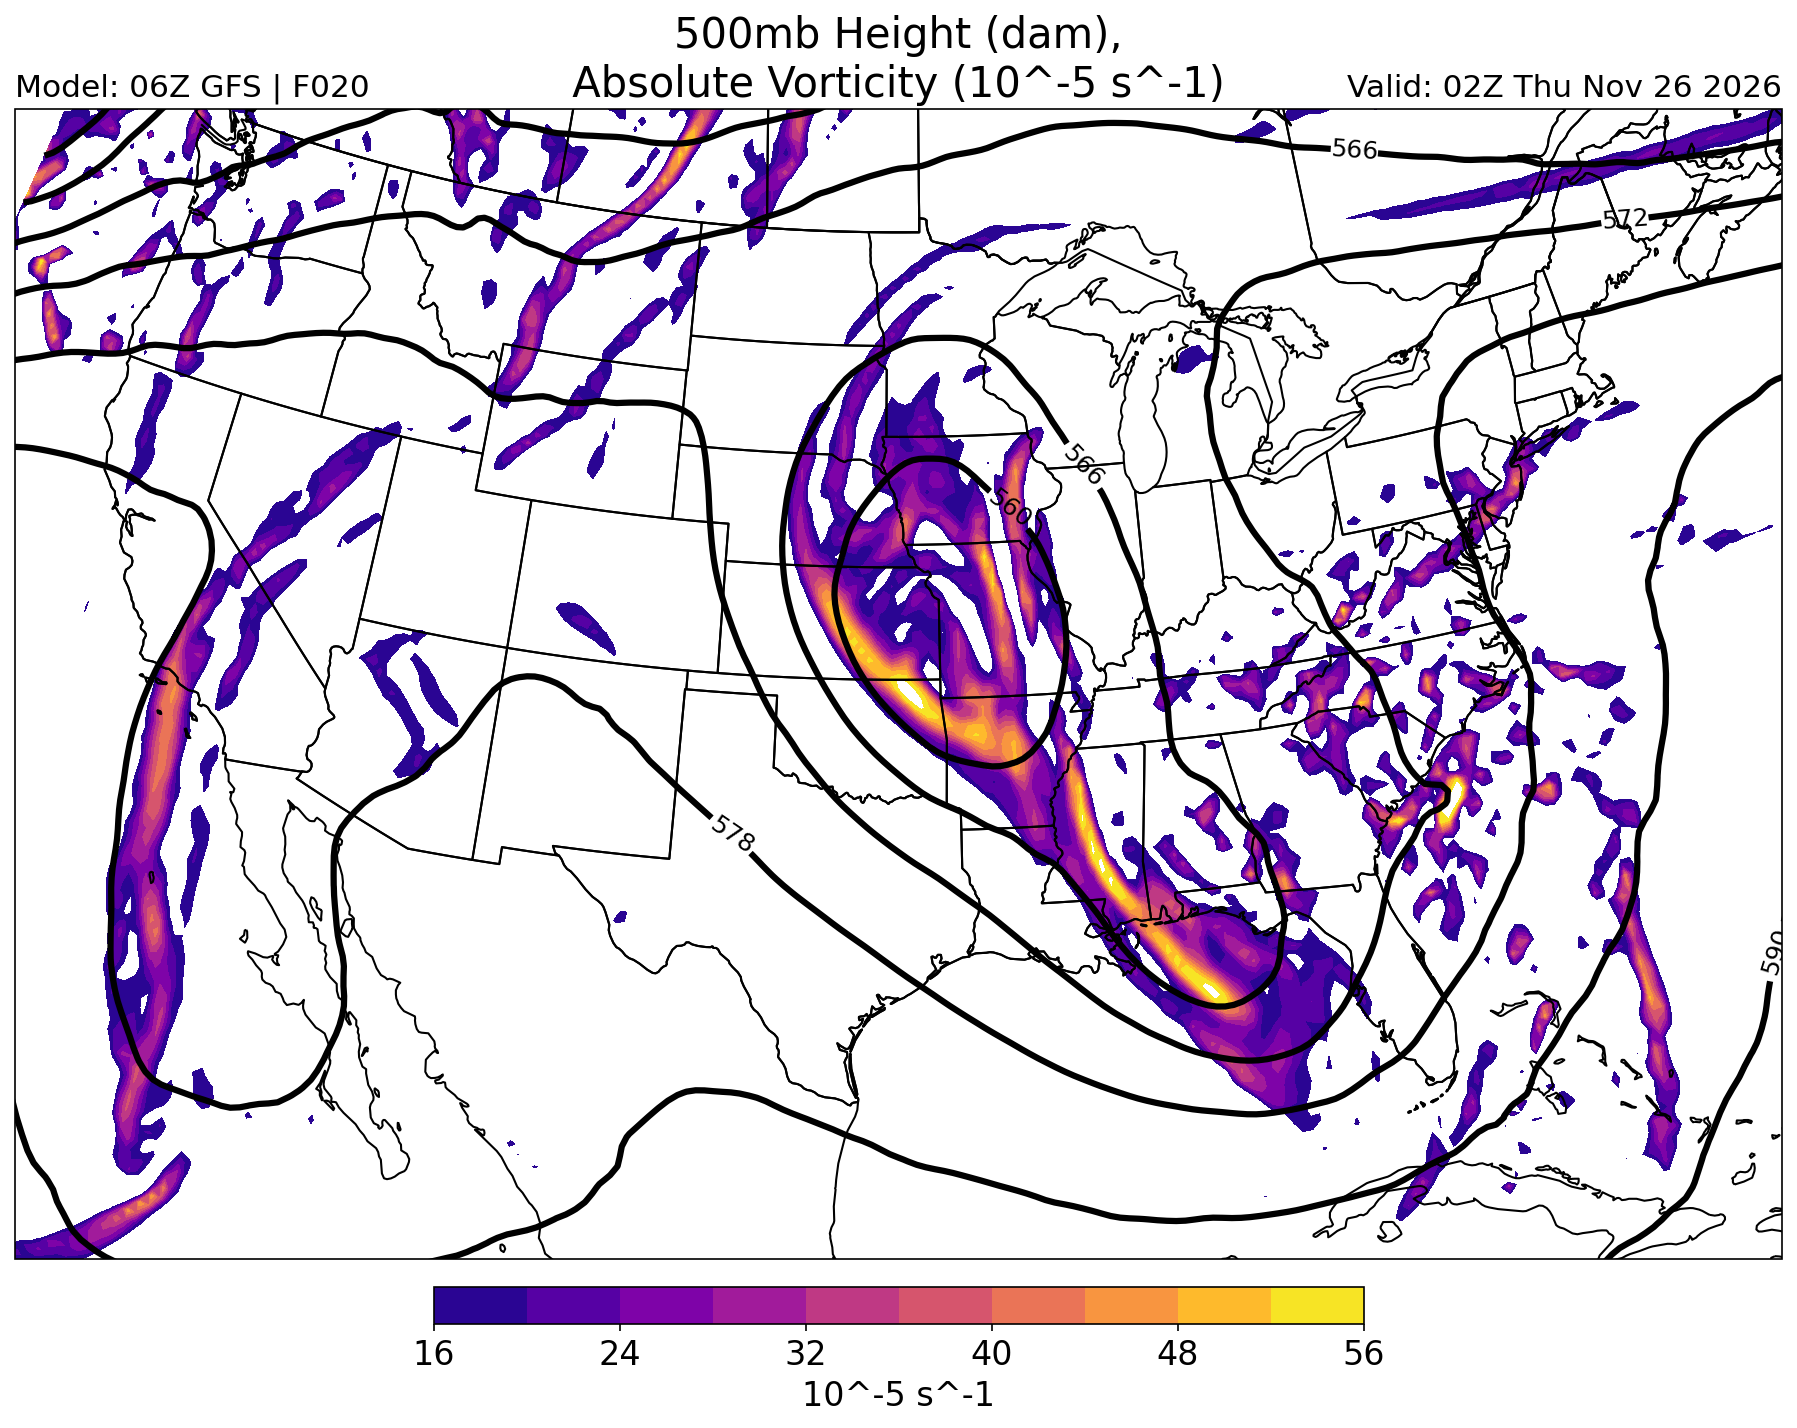 500mb Height (dam),
Model: 06Z GFS | F020
Absolute Vorticity (10^-5 s^-1)
Valid: 02Z Thu Nov 26 2026
566
572
566
560
578
590
16 24 32 40 48 56
10^-5 s^-1